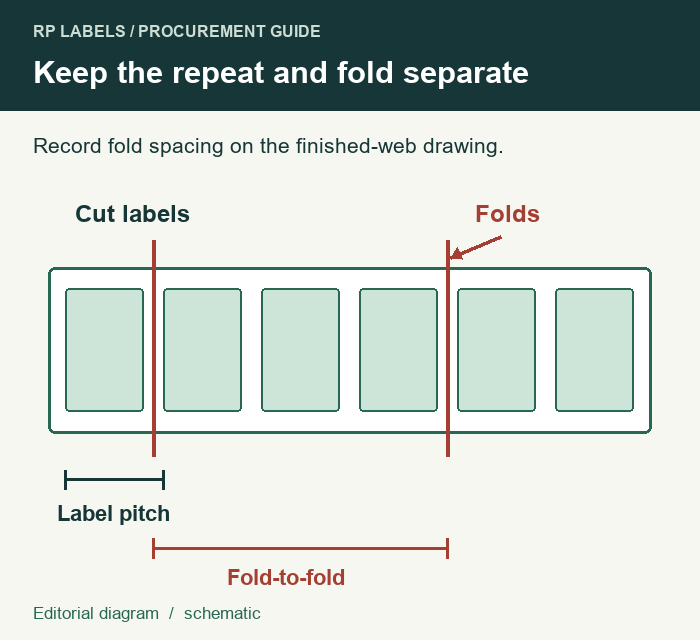 RP LABELS / PROCUREMENT GUIDE
Keep the repeat and fold separate
Record fold spacing on the finished-web drawing.
Cut labels
Folds
Label pitch
Fold-to-fold
Editorial diagram / schematic